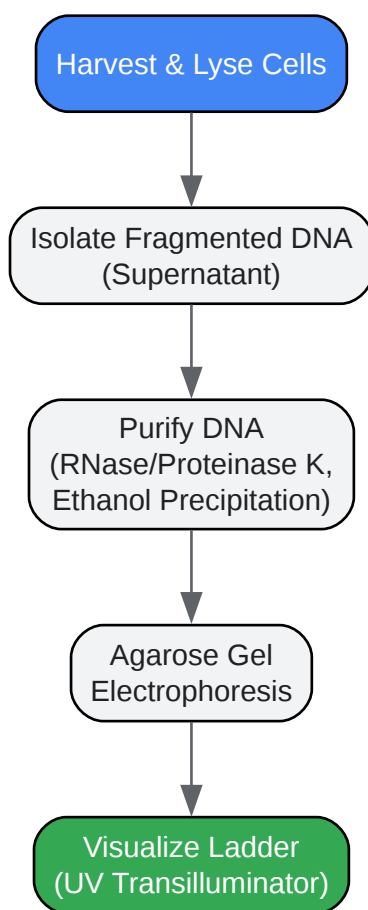 Harvest & Lyse Cells
Isolate Fragmented DNA
(Supernatant)
Purify DNA
(RNase/Proteinase K,
Ethanol Precipitation)
Agarose Gel
Electrophoresis
Visualize Ladder
(UV Transilluminator)